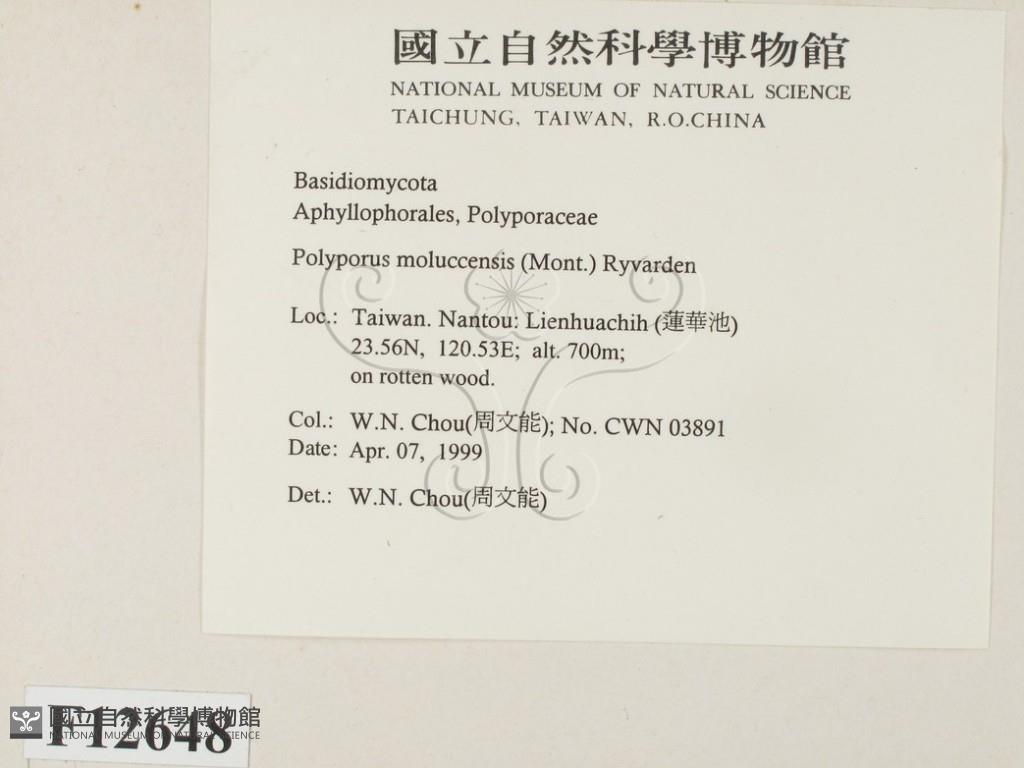 國立自然科學博物館
NATIONAL MUSEUM OF NATURAL SCIENCE
TAICHUNG, TAIWAN, R.O.CHINA
Basidiomycota
Aphyllophorales, Polyporaceae
Polyporus moluccensis (Mont.) Ryvarden
Loc.: Taiwan. Nantou: Lienhuachih (蓮華池)
23.56N, 120.53E; alt. 700m;
on rotten wood.
Col.: W.N. Chou(周文能); No. CWN 03891
Date: Apr. 07, 1999
Det.: W.N. Chou(周文能)
國立自然科學博物館
NATIONAL MUSEUM OF NATURAL SCIENCE
F12648